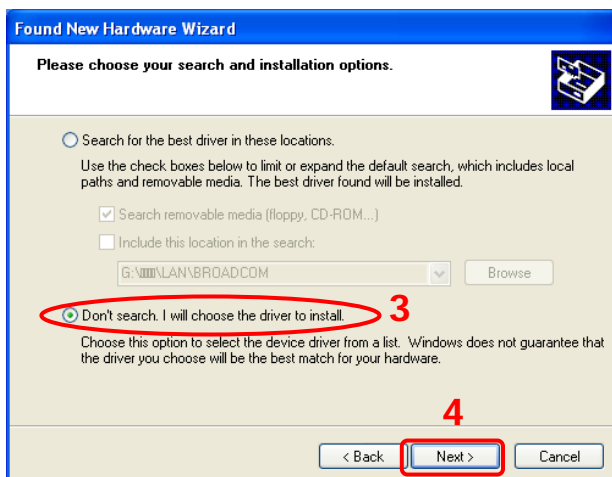 Found New Hardware Wizard
Please choose your search and installation options.
Search for the best driver in these locations.
Use the check boxes below to limit or expand the default search, which includes local
paths and removable media. The best driver found will be installed.
Search removable media (floppy, CD-ROM...)
Include this location in the search:
\LAN\BROADCOM
Browse
Don't search. I will choose the driver to install.
3
Choose this option to select the device driver from a list. Windows does not guarantee that
the driver you choose will be the best match for your hardware.
4
< Back
Next >
Cancel